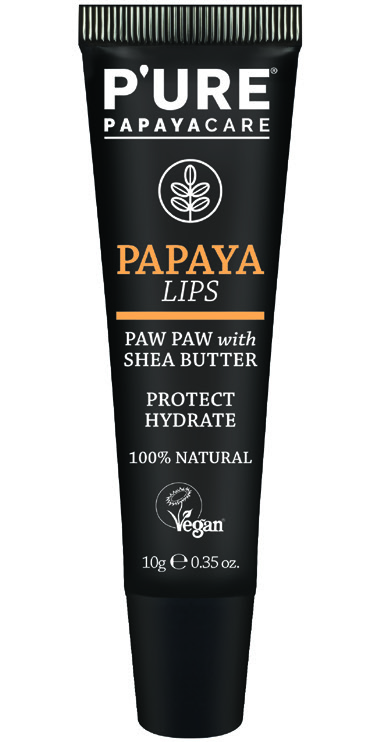 P'URE®
PAPAYACARE
PAPAYA
LIPS
PAW PAW with
SHEA BUTTER
PROTECT
HYDRATE
100% NATURAL
Vegan
10g ℮ 0.35 oz.